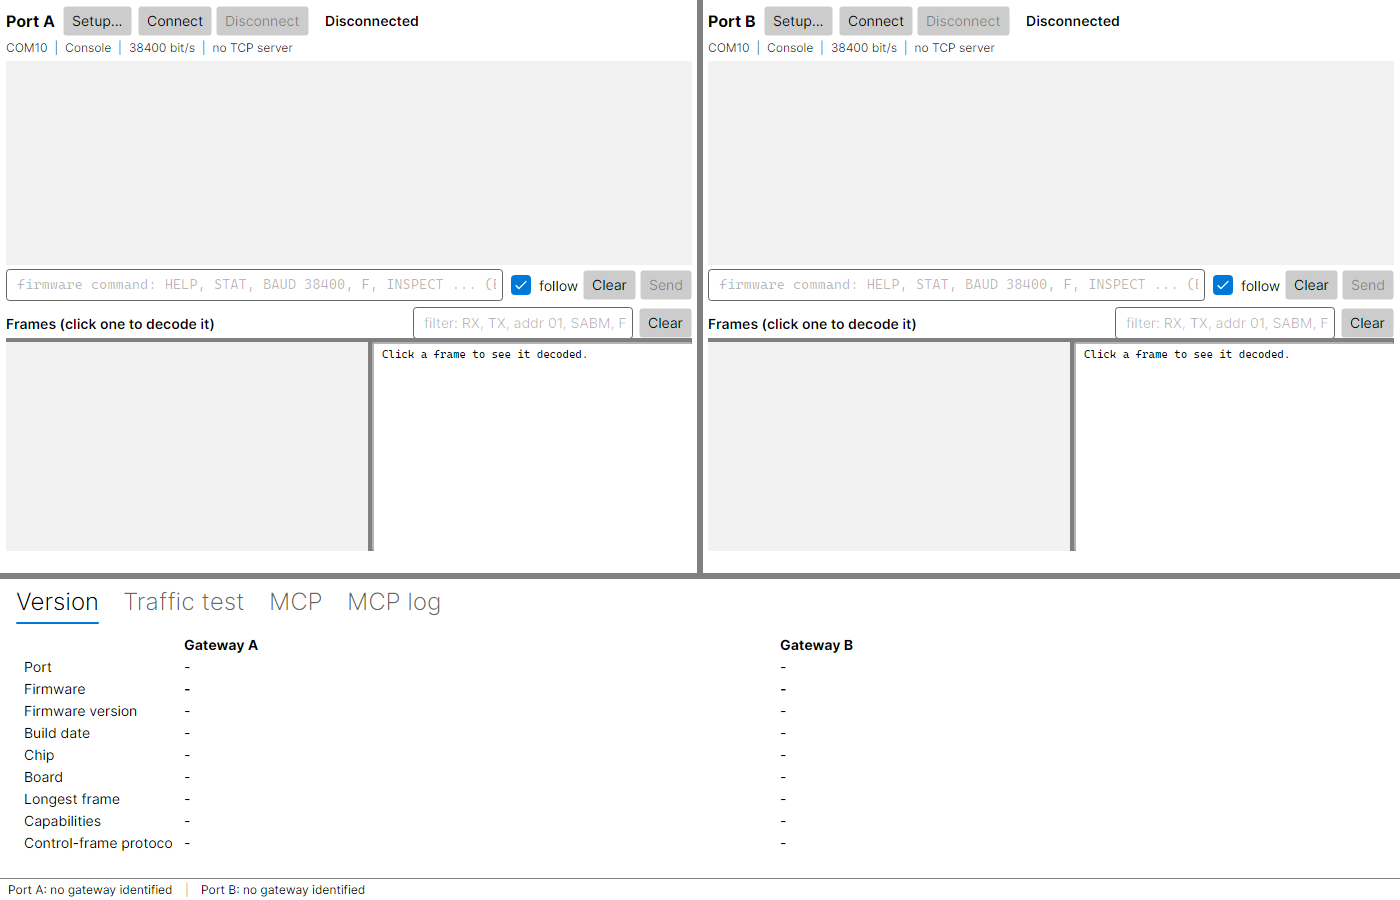 Port A Setup... Connect Disconnect Disconnected
COM10 | Console | 38400 bit/s | no TCP server
firmware command: HELP, STAT, BAUD 38400, F, INSPECT ... (
follow Clear Send
Frames (click one to decode it) filter: RX, TX, addr 01, SABM, F Clear
Click a frame to see it decoded.
Port B Setup... Connect Disconnect Disconnected
COM10 | Console | 38400 bit/s | no TCP server
firmware command: HELP, STAT, BAUD 38400, F, INSPECT ... (
follow Clear Send
Frames (click one to decode it) filter: RX, TX, addr 01, SABM, F Clear
Click a frame to see it decoded.
Version Traffic test MCP MCP log
Gateway A Gateway B
Port - -
Firmware - -
Firmware version - -
Build date - -
Chip - -
Board - -
Longest frame - -
Capabilities - -
Control-frame protoco - -
Port A: no gateway identified | Port B: no gateway identified